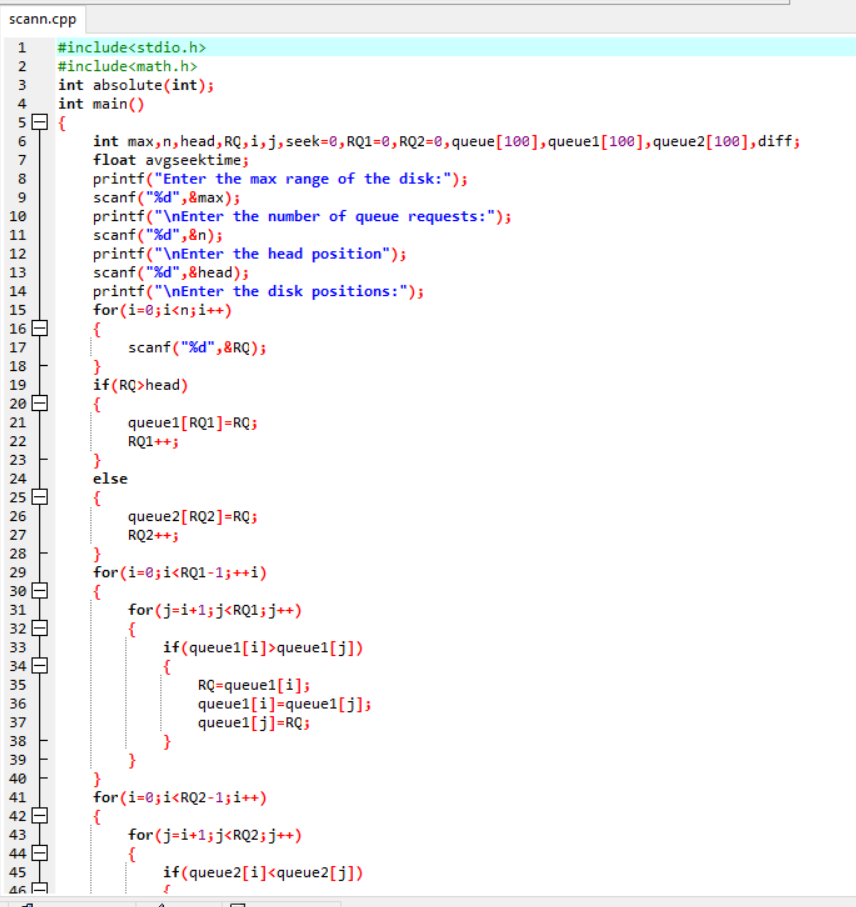 scann.cpp
1 #include<stdio.h>
2 #include<math.h>
3 int absolute(int);
4 int main()
5 {
6 int max,n,head,RQ,i,j,seek=0,RQ1=0,RQ2=0,queue[100],queue1[100],queue2[100],diff;
7 float avgseektime;
8 printf("Enter the max range of the disk:");
9 scanf("%d",&max);
10 printf("\nEnter the number of queue requests:");
11 scanf("%d",&n);
12 printf("\nEnter the head position");
13 scanf("%d",&head);
14 printf("\nEnter the disk positions:");
15 for(i=0;i<n;i++)
16 {
17 scanf("%d",&RQ);
18 }
19 if(RQ>head)
20 {
21 queue1[RQ1]=RQ;
22 RQ1++;
23 }
24 else
25 {
26 queue2[RQ2]=RQ;
27 RQ2++;
28 }
29 for(i=0;i<RQ1-1;++i)
30 {
31 for(j=i+1;j<RQ1;j++)
32 {
33 if(queue1[i]>queue1[j])
34 {
35 RQ=queue1[i];
36 queue1[i]=queue1[j];
37 queue1[j]=RQ;
38 }
39 }
40 }
41 for(i=0;i<RQ2-1;i++)
42 {
43 for(j=i+1;j<RQ2;j++)
44 {
45 if(queue2[i]<queue2[j])
46 {